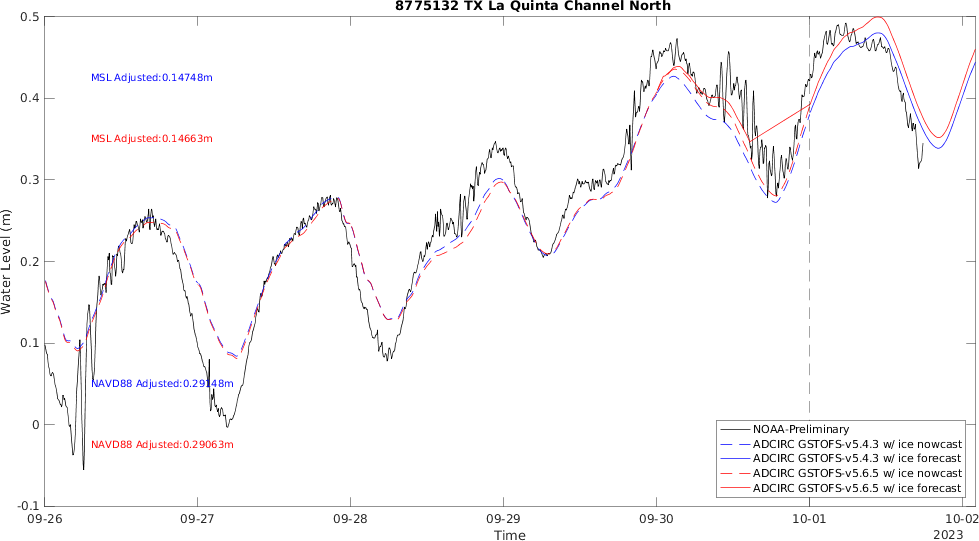 8775132 TX La Quinta Channel North
0.5
0.4
0.3
0.2
0.1
0
-0.1
Water Level (m)
MSL Adjusted:0.14748m
MSL Adjusted:0.14663m
NAVD88 Adjusted:0.29148m
NAVD88 Adjusted:0.29063m
NOAA-Preliminary
ADCIRC GSTOFS-v5.4.3 w/ ice nowcast
ADCIRC GSTOFS-v5.4.3 w/ ice forecast
ADCIRC GSTOFS-v5.6.5 w/ ice nowcast
ADCIRC GSTOFS-v5.6.5 w/ ice forecast
09-26 09-27 09-28 09-29 09-30 10-01 10-02
Time
2023